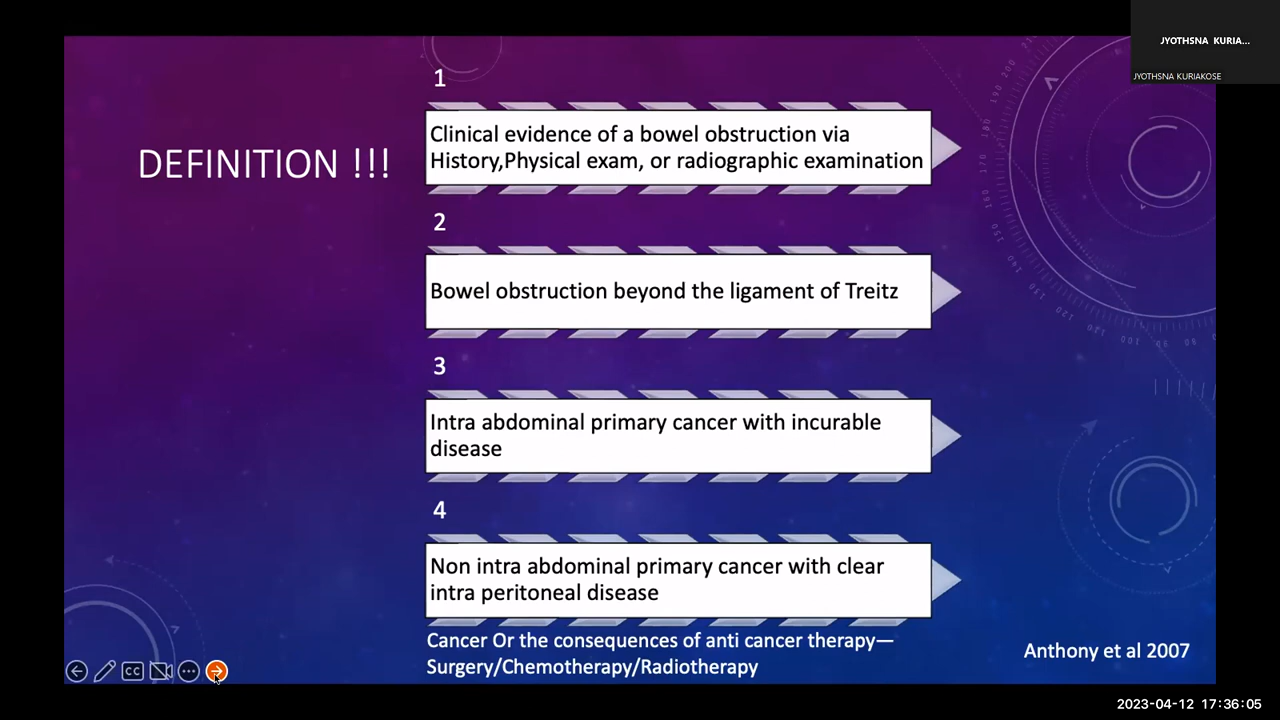 JYOTHSNA KURIA...
JYOTHSNA KURIAKOSE
DEFINITION !!!
1
Clinical evidence of a bowel obstruction via
History,Physical exam, or radiographic examination
2
Bowel obstruction beyond the ligament of Treitz
3
Intra abdominal primary cancer with incurable
disease
4
Non intra abdominal primary cancer with clear
intra peritoneal disease
Cancer Or the consequences of anti cancer therapy—
Surgery/Chemotherapy/Radiotherapy
Anthony et al 2007
CC
2023-04-12 17:36:05